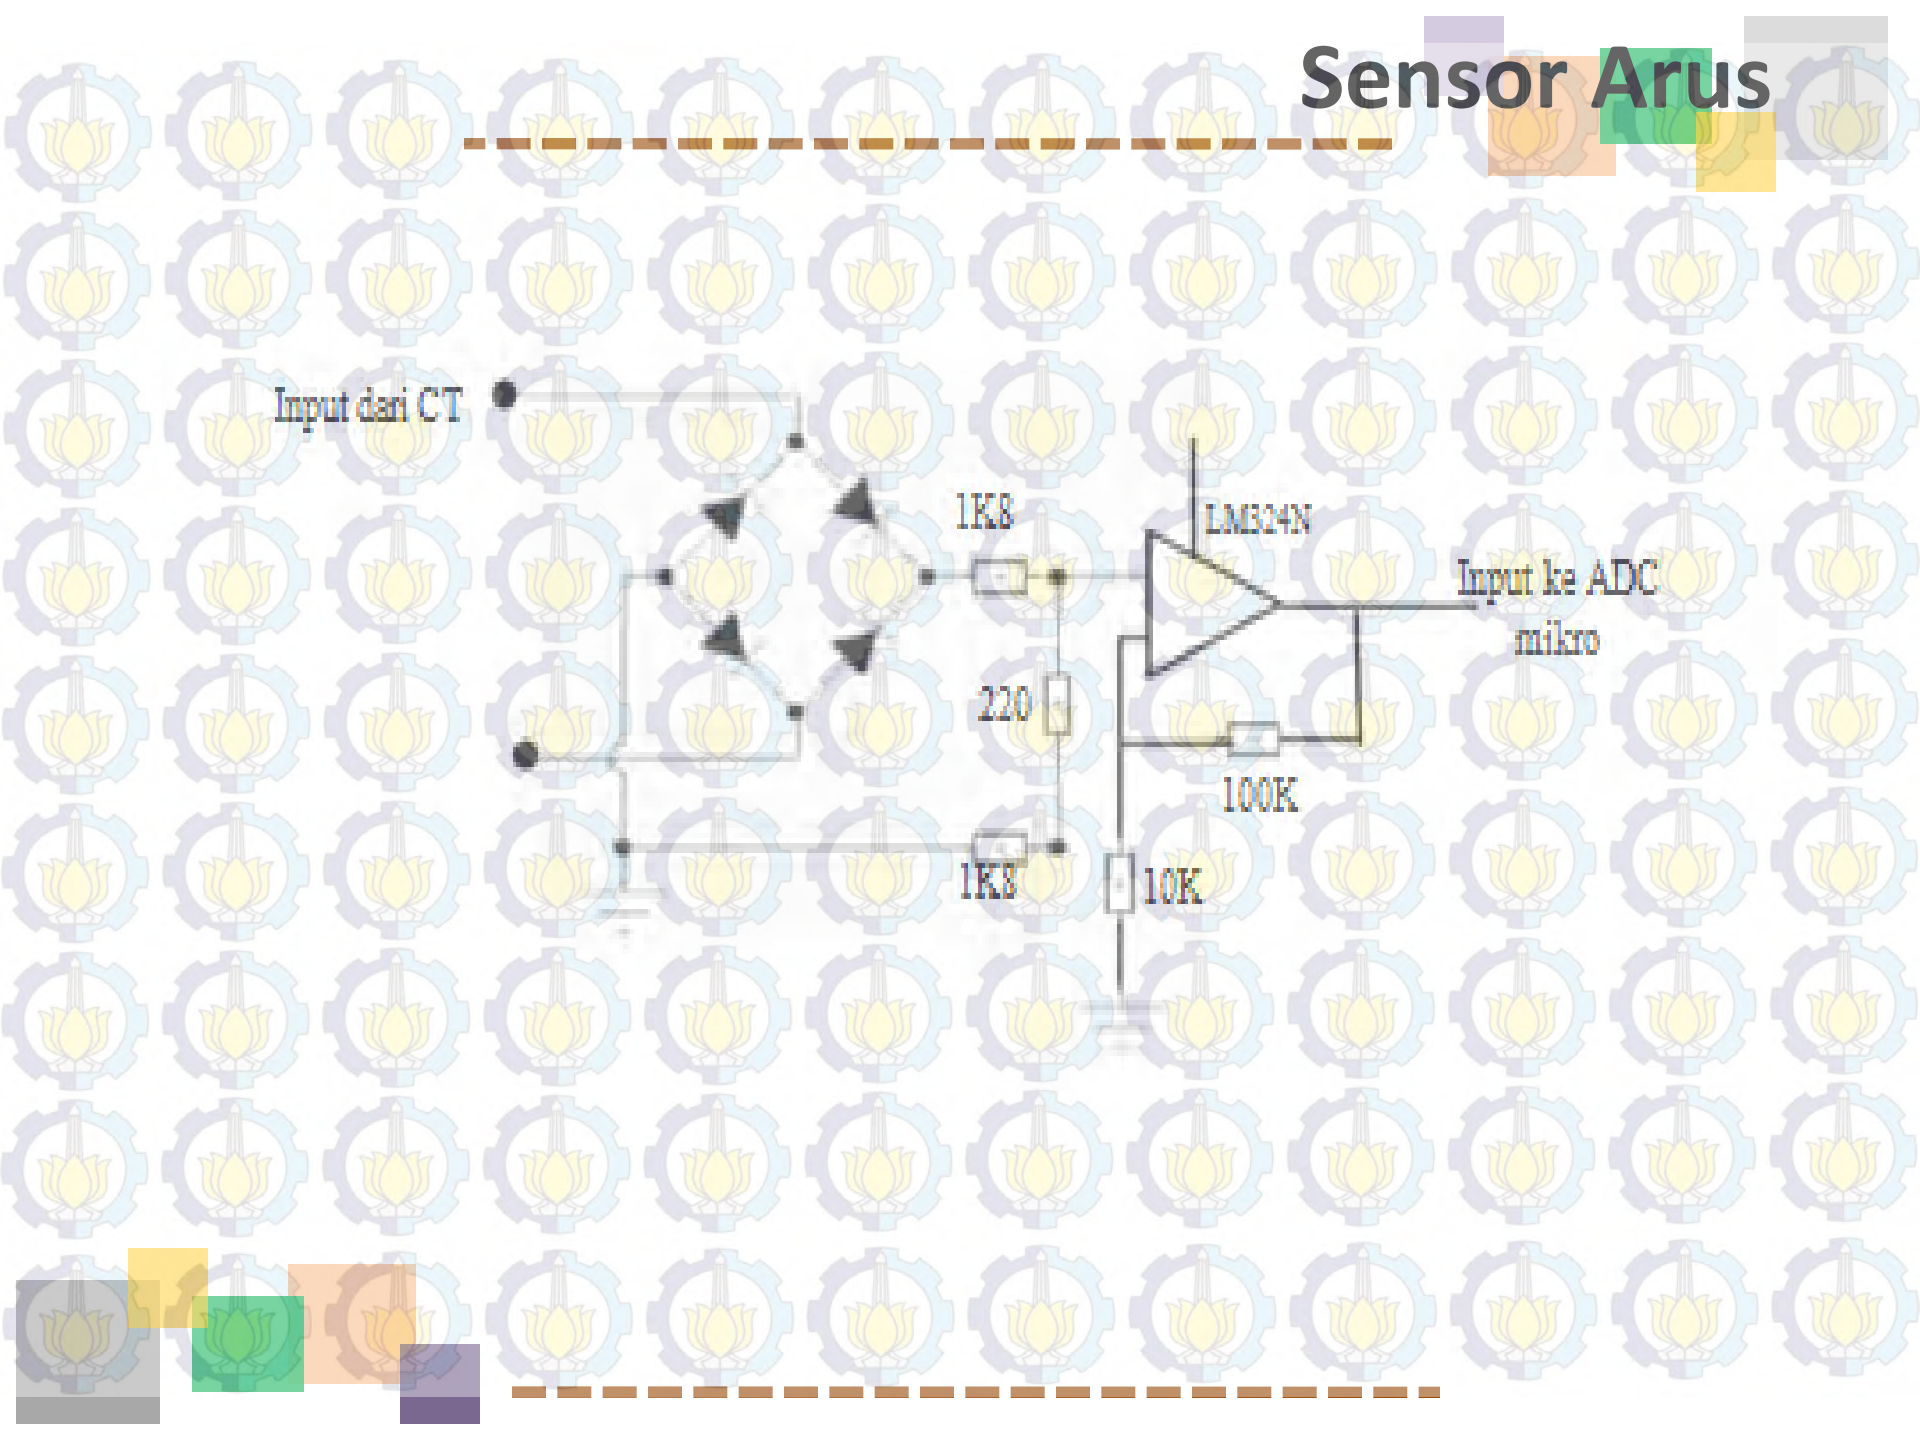 Sensor Arus
Input dari CT
1K8
LM324N
Input ke ADC
mikro
220
100K
1K8
10K